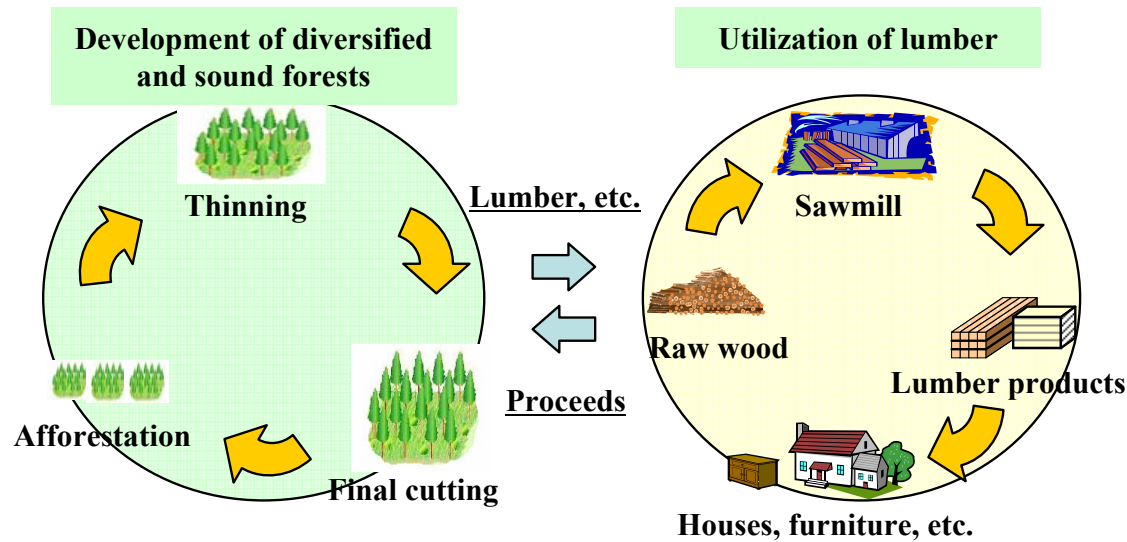 Development of diversified
and sound forests
Utilization of lumber
Thinning
Lumber, etc.
Sawmill
Raw wood
Lumber products
Proceeds
Afforestation
Final cutting
Houses, furniture, etc.